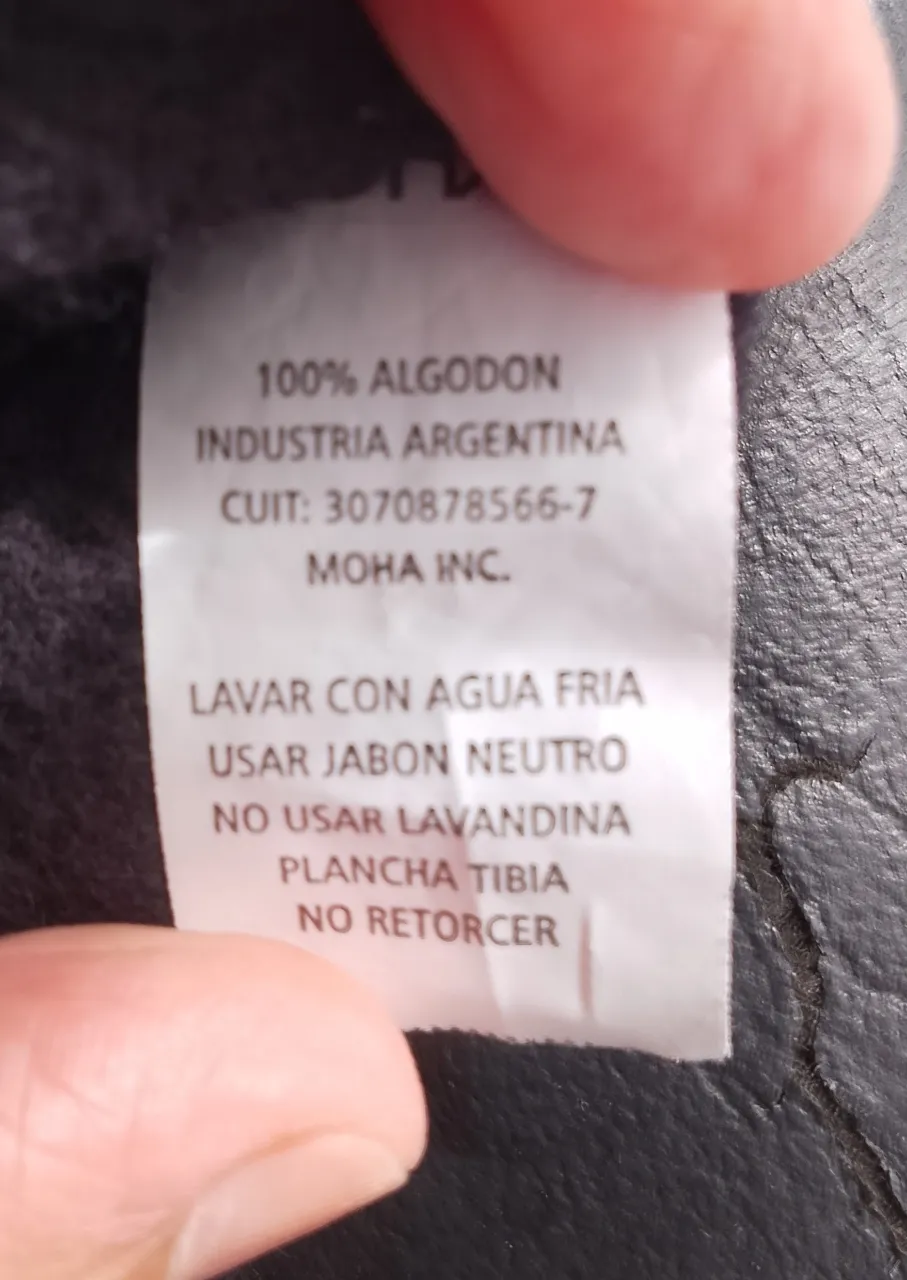 100% ALGODON
INDUSTRIA ARGENTINA
CUIT: 3070878566-7
MOHA INC.
LAVAR CON AGUA FRIA
USAR JABON NEUTRO
NO USAR LAVANDINA
PLANCHA TIBIA
NO RETORCER